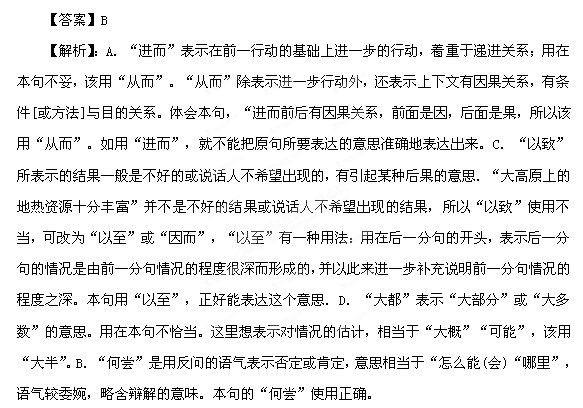 【答案】B
【解析】：A．“进而”表示在前一行动的基础上进一步的行动，着重于递进关系；用在
本句不妥，该用“从而”。“从而”除表示进一步行动外，还表示上下文有因果关系，有条
件[或方法]与目的关系。体会本句，“进而前后有因果关系，前面是因，后面是果，所以该
用“从而”。如用“进而”，就不能把原句所要表达的意思准确地表达出来。C．“以致”
所表示的结果一般是不好的或说话人不希望出现的，有引起某种后果的意思．“大高原上的
地热资源十分丰富”并不是不好的结果或说话人不希望出现的结果，所以“以致”使用不
当，可改为“以至”或“因而”，“以至”有一种用法：用在后一分句的开头，表示后一分
句的情况是由前一分句情况的程度很深而形成的，并以此来进一步补充说明前一分句情况的
程度之深。本句用“以至”，正好能表达这个意思．D．“大都”表示“大部分”或“大多
数”的意思。用在本句不恰当。这里想表示对情况的估计，相当于“大概”“可能”，该用
“大半”。B．“何尝”是用反问的语气表示否定或肯定，意思相当于“怎么能(会)“哪里”，
语气较委婉，略含辩解的意味。本句的“何尝”使用正确。